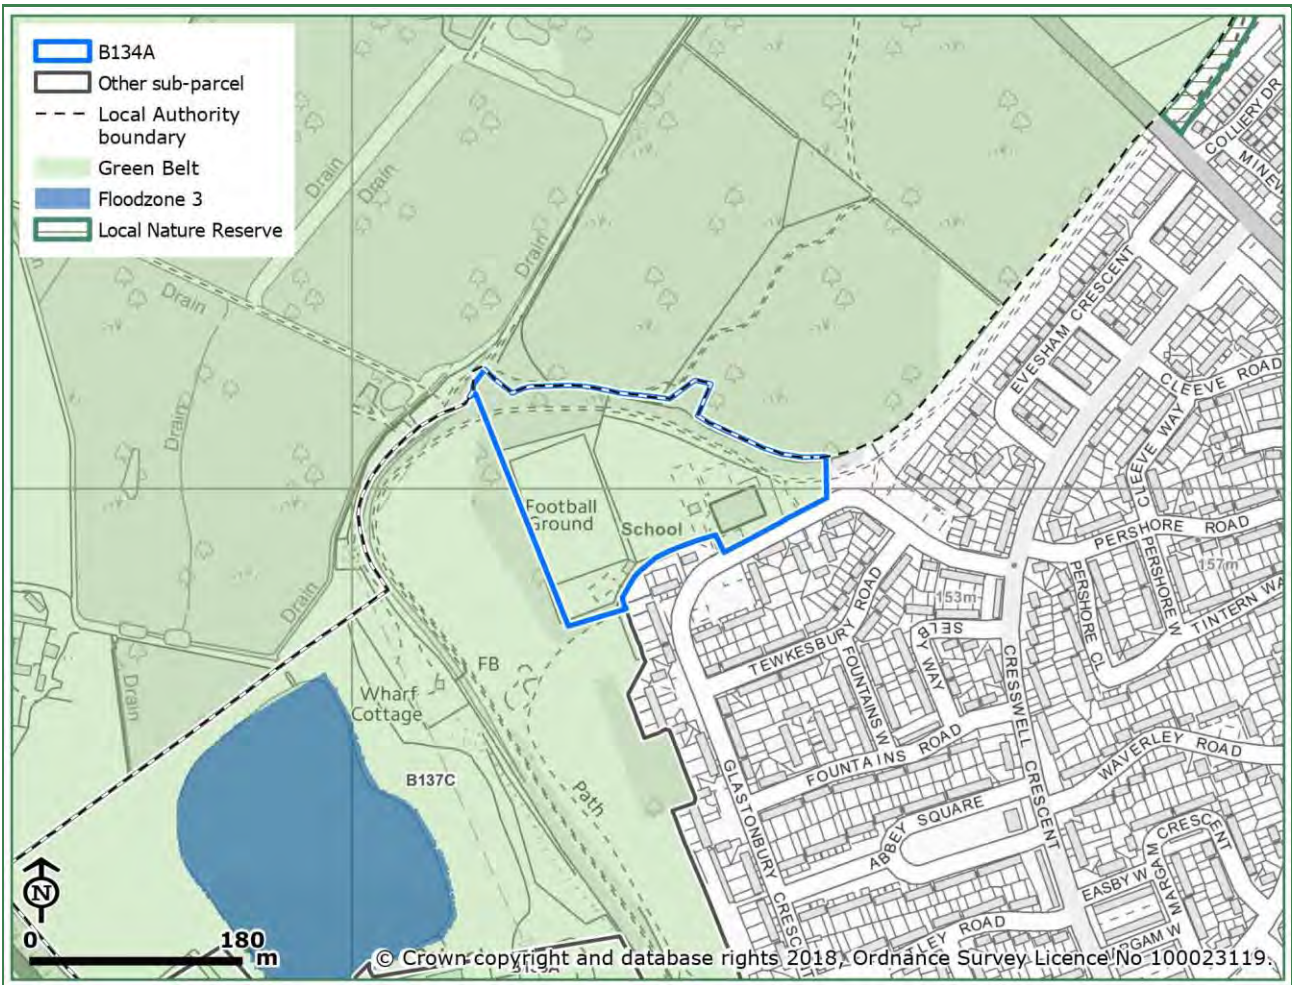 B134A
Other sub-parcel
Local Authority
boundary
Green Belt
Floodzone 3
Local Nature Reserve
COLLIERY DR
Drain
Drain
Drain
Drain
Drain
EVESHAM CRESCENT
CLEEVE ROAD
CLEEVE WAY
Football
Ground
School
PERSHORE ROAD
PERSHORE W
157m
PERSHORE CL
TINTERN WA
153m
SELBY WAY
TEWKESBURY ROAD
FOUNTAINS W
CRESSWELL CRESCENT
Drain
FB
Drain
Wharf
Cottage
FOUNTAINS ROAD
WAVERLEY ROAD
B137C
Path
GLASTONBURY CRESC
ABBEY SQUARE
MARGAM CRESCENT
EASBY W
N
0 180 m
© Crown copyright and database rights 2018, Ordnance Survey Licence No 100023119.